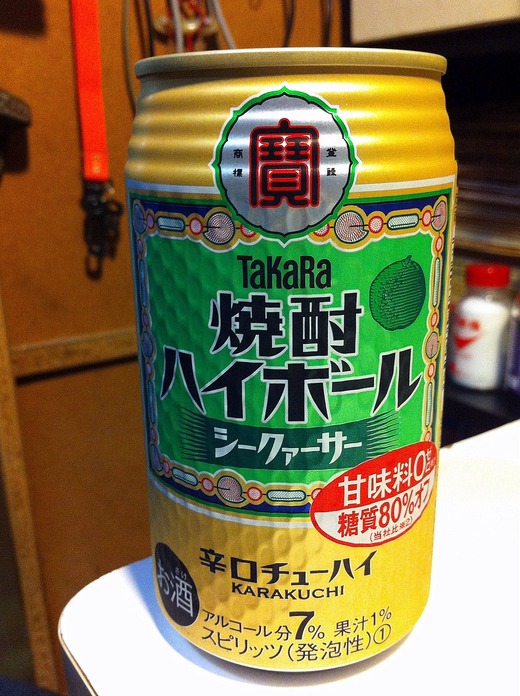 寶
商標
登録
TaKaRa
焼酎
ハイボール
シークァーサー
甘味料0ゼロ
糖質80%オフ
(当社比※2)
辛口チューハイ
KARAKUCHI
お酒
アルコール分7% 果汁1%
スピリッツ(発泡性)①